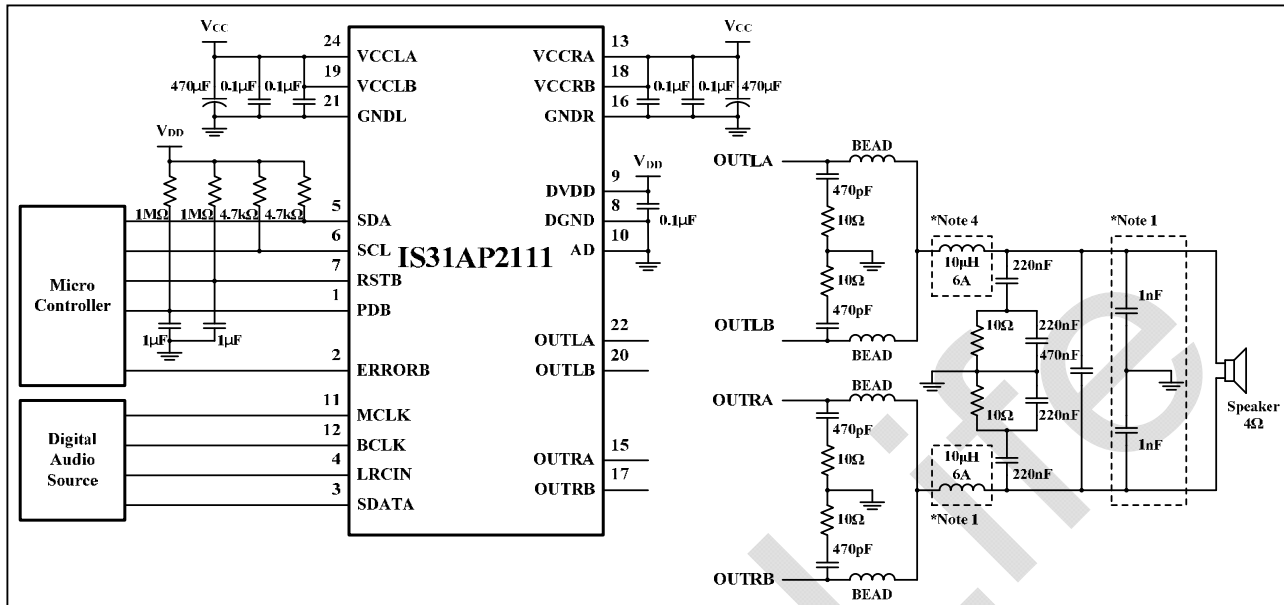 VCC
24
VCCLA
19
VCCLB
21
GNDL
470µF
0.1µF
0.1µF
VDD
1MΩ
1MΩ
4.7kΩ
4.7kΩ
5
SDA
6
SCL
7
RSTB
1
PDB
1µF
1µF
2
ERRORB
11
MCLK
12
BCLK
4
LRCIN
3
SDATA
Micro
Controller
Digital
Audio
Source
IS31AP2111
VCC
13
VCCRA
18
VCCRB
16
GNDR
0.1µF
0.1µF
470µF
VDD
9
DVDD
8
DGND
10
AD
0.1µF
22
OUTLA
20
OUTLB
15
OUTRA
17
OUTRB
OUTLA
BEAD
470pF
10Ω
10Ω
470pF
OUTLB
BEAD
OUTRA
BEAD
470pF
10Ω
10Ω
470pF
OUTRB
BEAD
*Note 4
10µH
6A
220nF
10Ω
220nF
470nF
10Ω
220nF
10µH
6A
220nF
*Note 1
*Note 1
1nF
1nF
Speaker
4Ω
Life